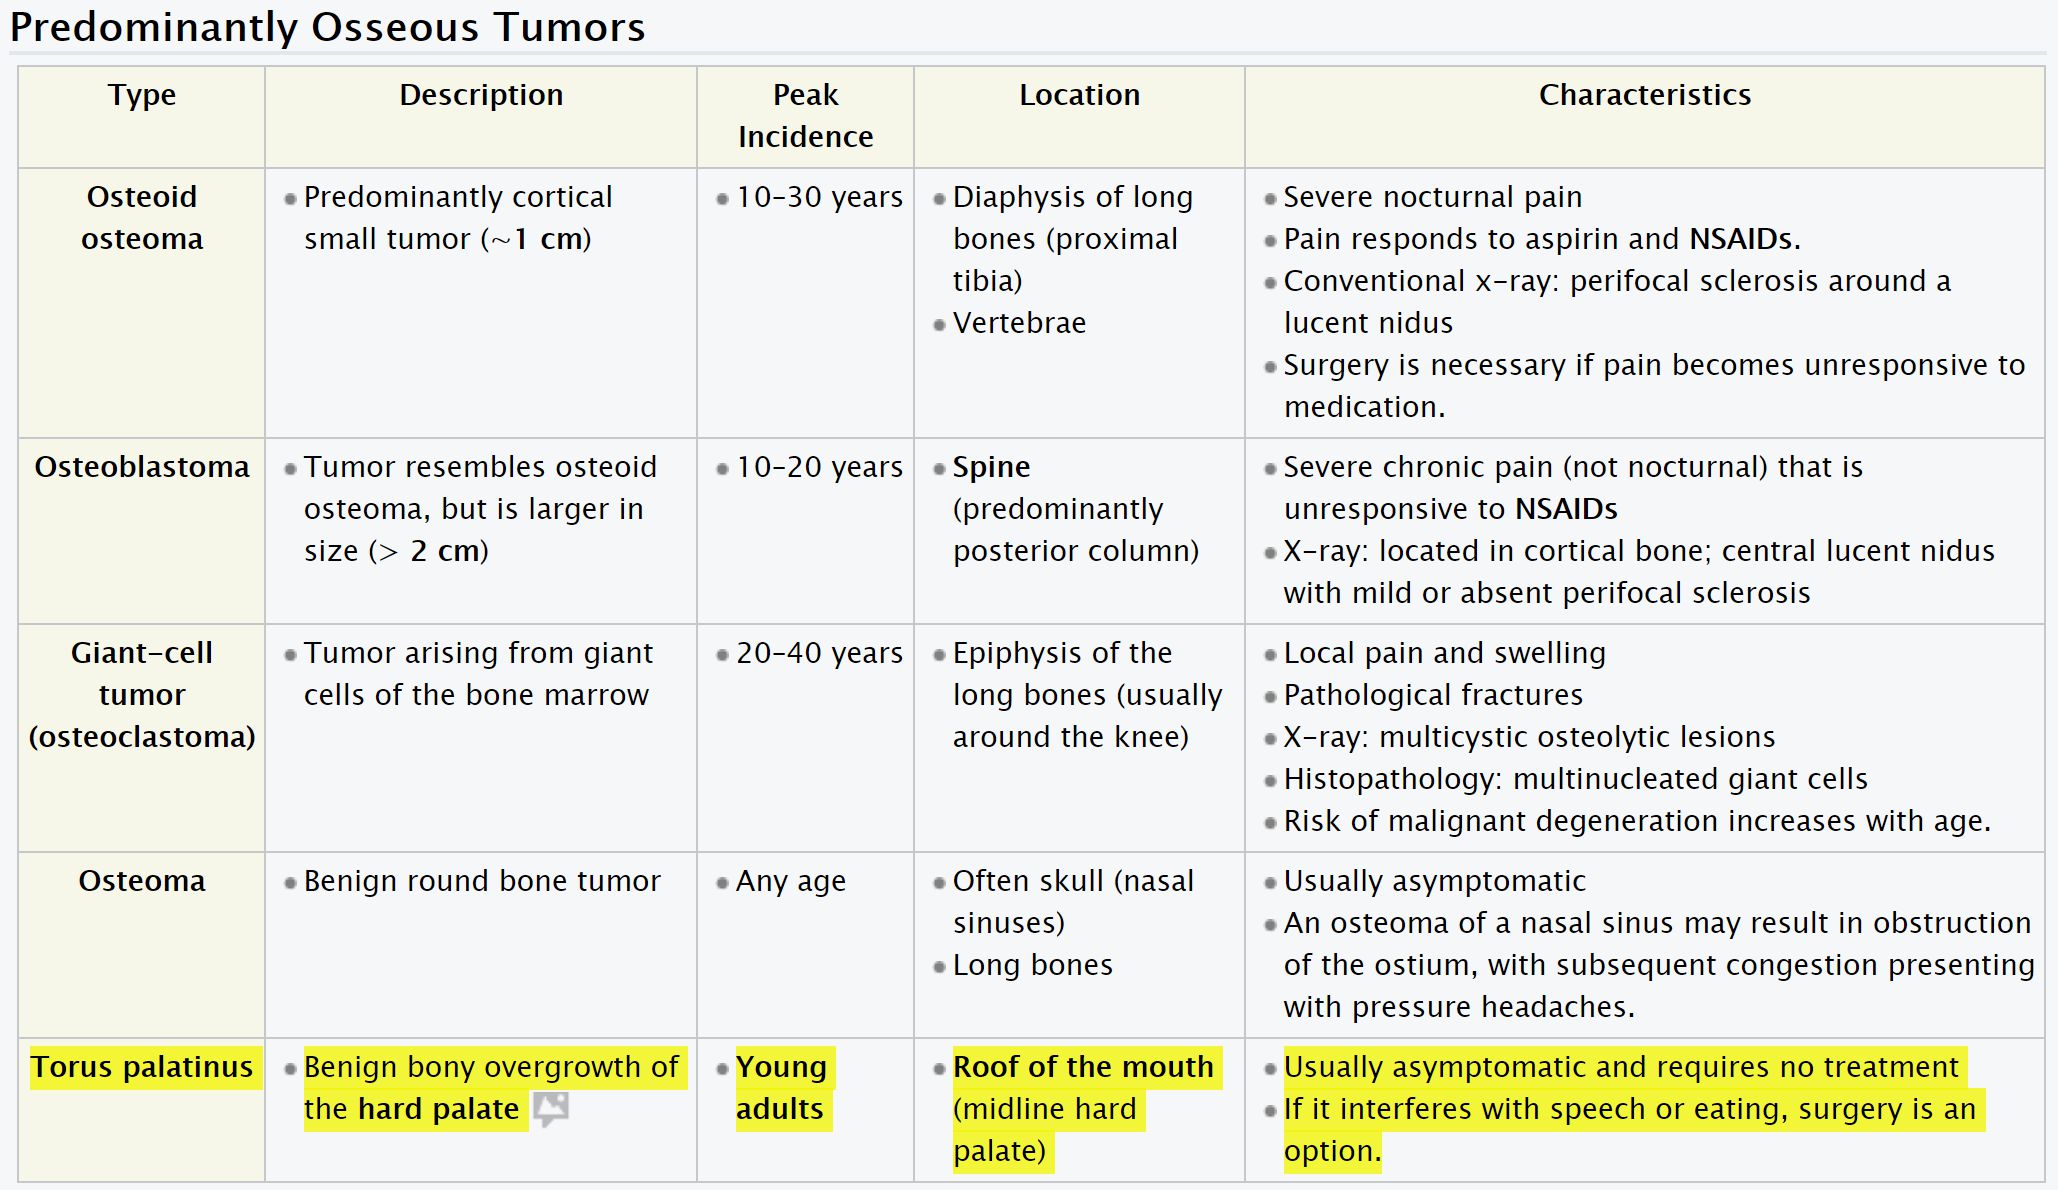 Predominantly Osseous Tumors
Type
Description
Peak
Incidence
Location
Characteristics
Osteoid
osteoma
Predominantly cortical
small tumor (~1 cm)
10–30 years
Diaphysis of long
bones (proximal
tibia)
Vertebrae
Severe nocturnal pain
Pain responds to aspirin and NSAIDs.
Conventional x-ray: perifocal sclerosis around a
lucent nidus
Surgery is necessary if pain becomes unresponsive to
medication.
Osteoblastoma
Tumor resembles osteoid
osteoma, but is larger in
size (> 2 cm)
10–20 years
Spine
(predominantly
posterior column)
Severe chronic pain (not nocturnal) that is
unresponsive to NSAIDs
X-ray: located in cortical bone; central lucent nidus
with mild or absent perifocal sclerosis
Giant-cell
tumor
(osteoclastoma)
Tumor arising from giant
cells of the bone marrow
20–40 years
Epiphysis of the
long bones (usually
around the knee)
Local pain and swelling
Pathological fractures
X-ray: multicystic osteolytic lesions
Histopathology: multinucleated giant cells
Risk of malignant degeneration increases with age.
Osteoma
Benign round bone tumor
Any age
Often skull (nasal
sinuses)
Long bones
Usually asymptomatic
An osteoma of a nasal sinus may result in obstruction
of the ostium, with subsequent congestion presenting
with pressure headaches.
Torus palatinus
Benign bony overgrowth of
the hard palate
Young
adults
Roof of the mouth
(midline hard
palate)
Usually asymptomatic and requires no treatment
If it interferes with speech or eating, surgery is an
option.